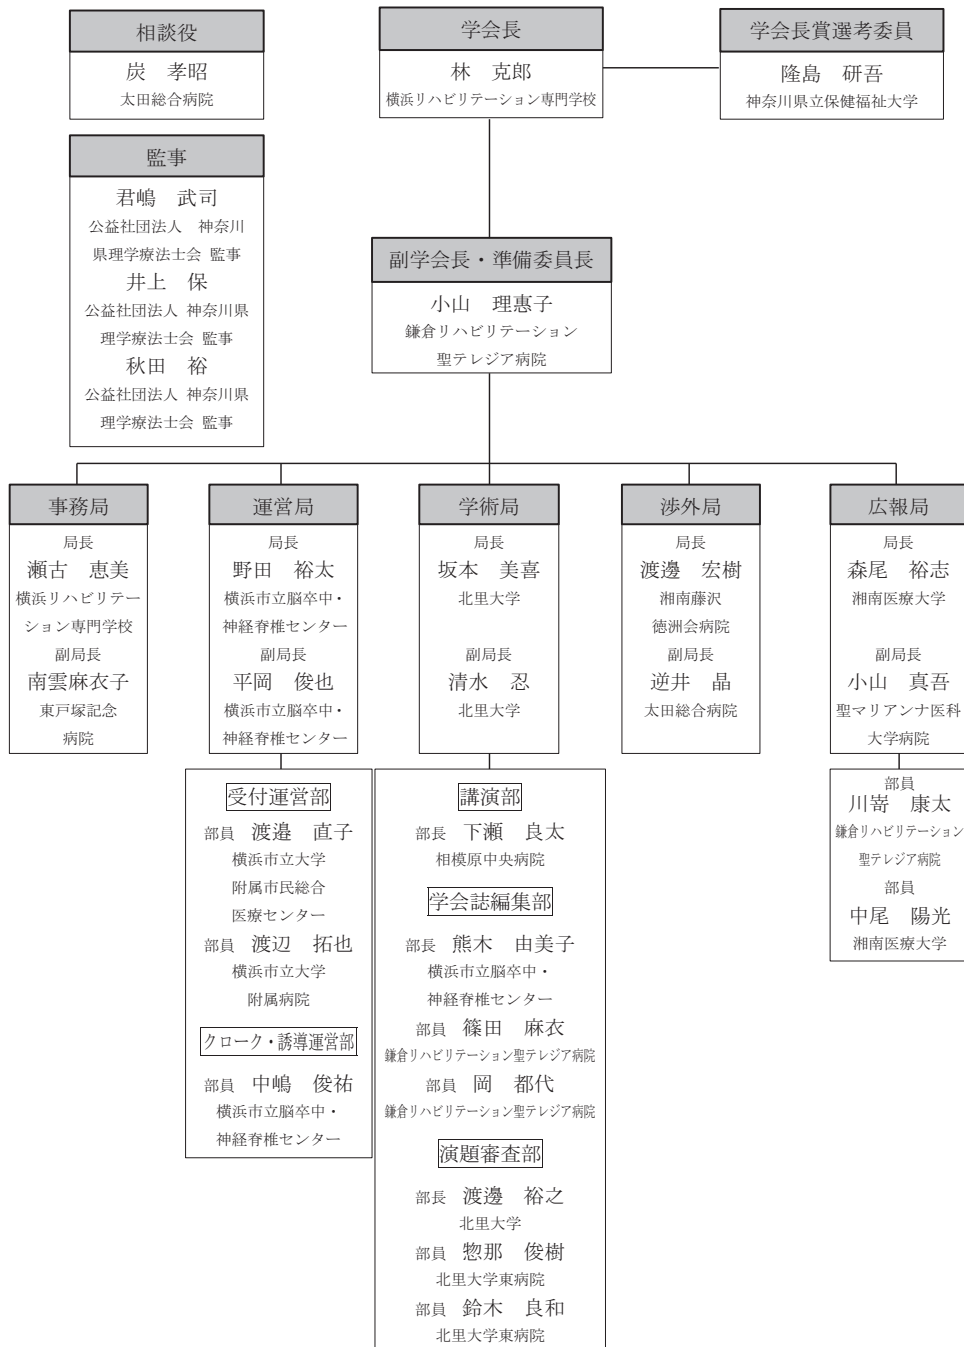 相談役
炭　孝昭
太田総合病院
学会長
林　克郎
横浜リハビリテーション専門学校
学会長賞選考委員
隆島　研吾
神奈川県立保健福祉大学
監事
君嶋　武司
公益社団法人　神奈川
県理学療法士会 監事
井上　保
公益社団法人 神奈川県
理学療法士会 監事
秋田　裕
公益社団法人 神奈川県
理学療法士会 監事
副学会長・準備委員長
小山　理惠子
鎌倉リハビリテーション
聖テレジア病院
事務局
局長
瀬古　恵美
横浜リハビリテー
ション専門学校
副局長
南雲麻衣子
東戸塚記念
病院
運営局
局長
野田　裕太
横浜市立脳卒中・
神経脊椎センター
副局長
平岡　俊也
横浜市立脳卒中・
神経脊椎センター
受付運営部
部員　渡邉　直子
横浜市立大学
附属市民総合
医療センター
部員　渡辺　拓也
横浜市立大学
附属病院
クローク・誘導運営部
部員　中嶋　俊祐
横浜市立脳卒中・
神経脊椎センター
学術局
局長
坂本　美喜
北里大学
副局長
清水　忍
北里大学
講演部
部長　下瀬　良太
相模原中央病院
学会誌編集部
部長　熊木　由美子
横浜市立脳卒中・
神経脊椎センター
部員　篠田　麻衣
鎌倉リハビリテーション聖テレジア病院
部員　岡　都代
鎌倉リハビリテーション聖テレジア病院
演題審査部
部長　渡邊　裕之
北里大学
部員　惣那　俊樹
北里大学東病院
部員　鈴木　良和
北里大学東病院
渉外局
局長
渡邊　宏樹
湘南藤沢
徳洲会病院
副局長
逆井　晶
太田総合病院
広報局
局長
森尾　裕志
湘南医療大学
副局長
小山　真吾
聖マリアンナ医科
大学病院
部員
川嵜　康太
鎌倉リハビリテーション
聖テレジア病院
部員
中尾　陽光
湘南医療大学